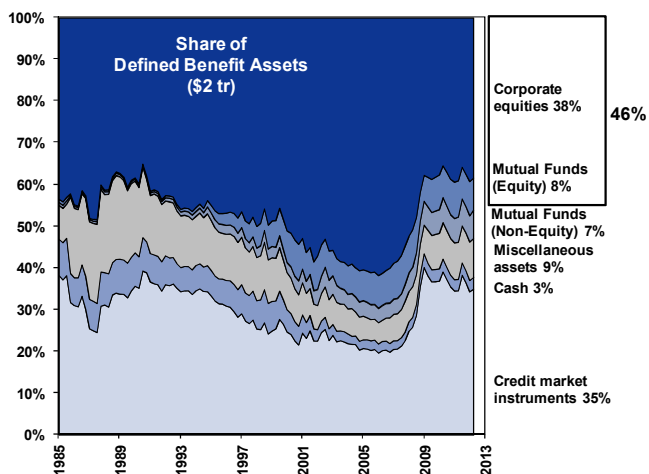 Share of
Defined Benefit Assets
($2 tr)
100%
90%
80%
70%
60%
50%
40%
30%
20%
10%
0%
1985
1989
1993
1997
2001
2005
2009
2013
Corporate
equities 38%
46%
Mutual Funds
(Equity) 8%
Mutual Funds
(Non-Equity) 7%
Miscellaneous
assets 9%
Cash 3%
Credit market
instruments 35%